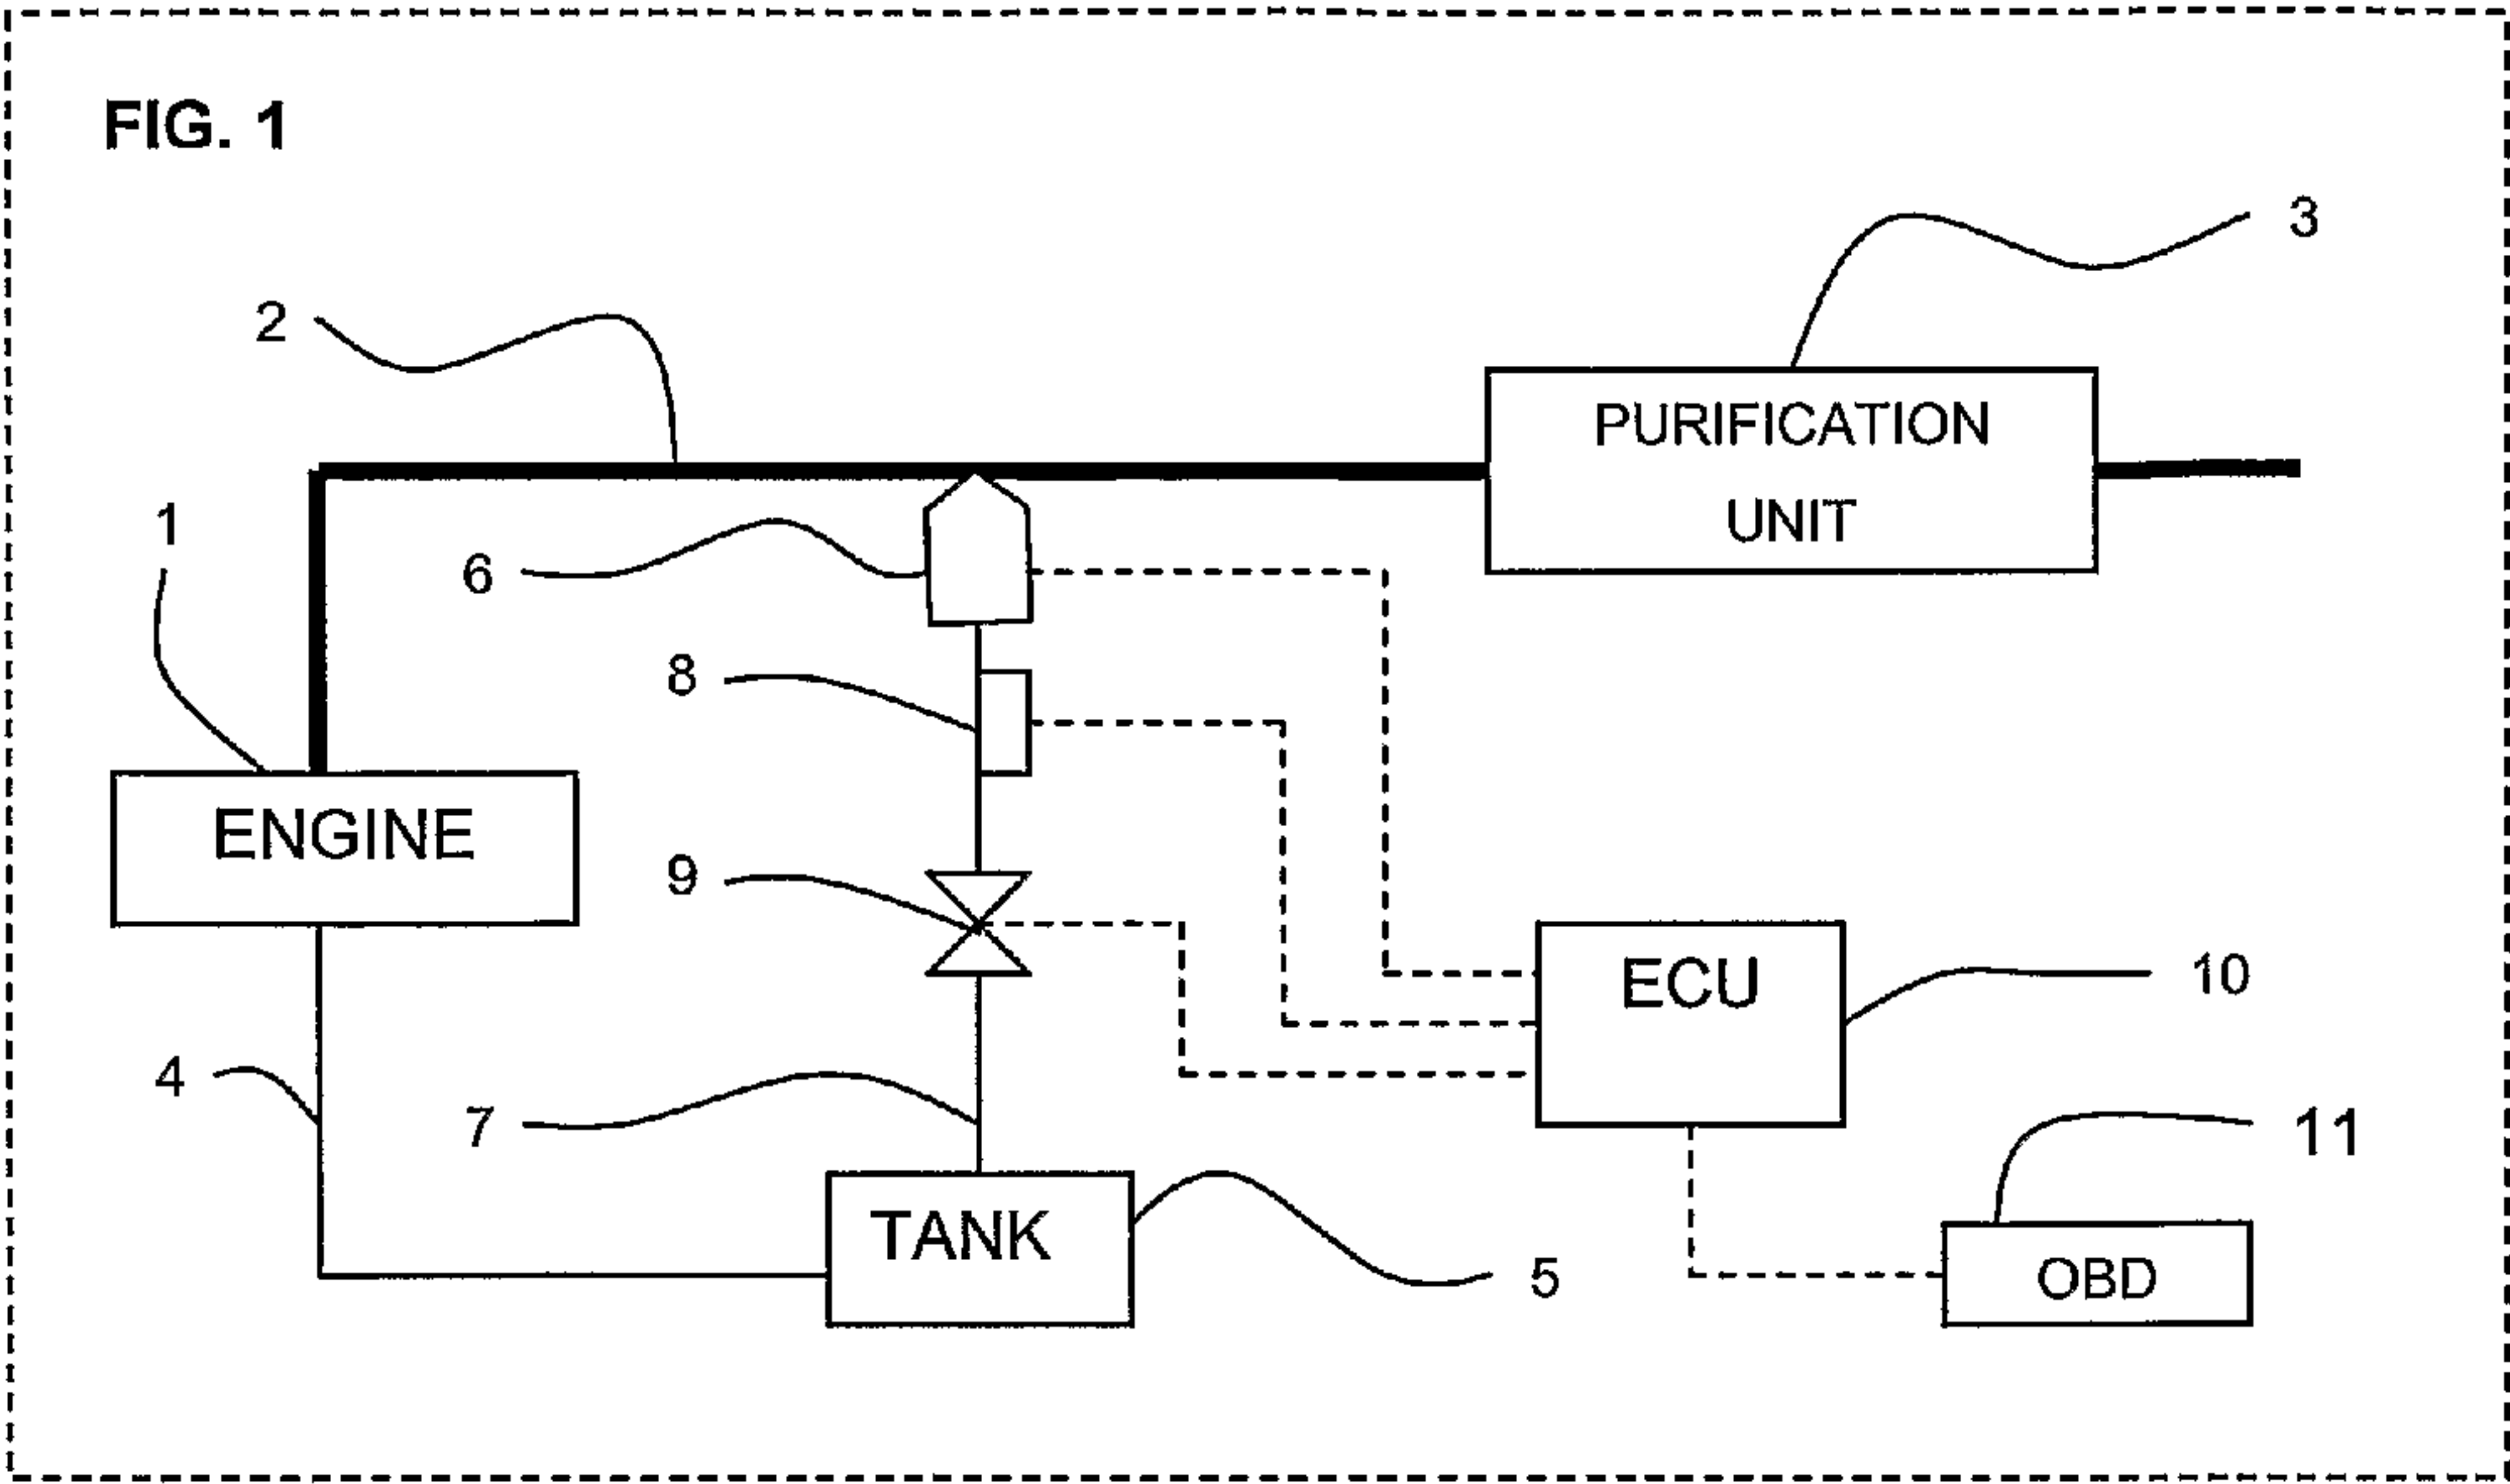 FIG. 1
3
2
PURIFICATION
UNIT
1
6
8
ENGINE
9
ECU
10
4
7
11
TANK
5
OBD